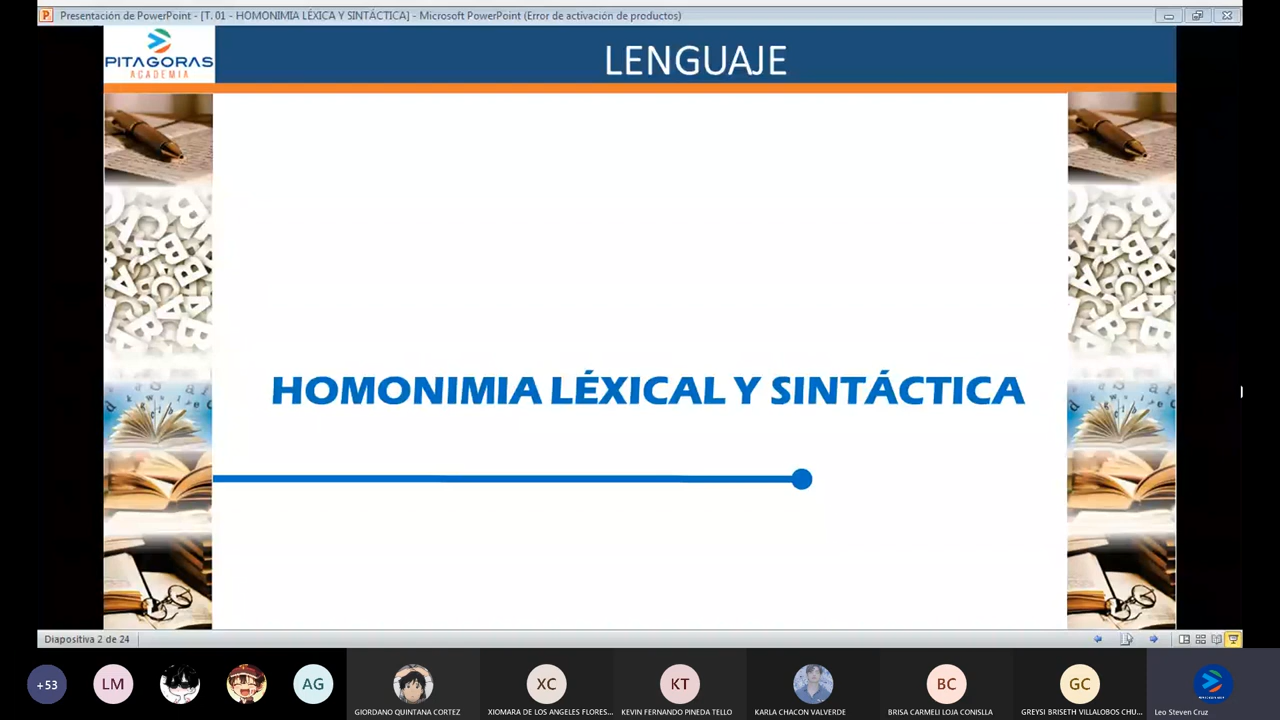 Presentación de PowerPoint - [T. 01 - HOMONIMIA LÉXICA Y SINTÁCTICA] - Microsoft PowerPoint (Error de activación de productos)
PITAGORAS
ACADEMIA
LENGUAJE
HOMONIMIA LÉXICAL Y SINTÁCTICA
Diapositiva 2 de 24
+53
LM
AG
XC
KT
BC
GC
GIORDANO QUINTANA CORTEZ
XIOMARA DE LOS ANGELES FLORES...
KEVIN FERNANDO PINEDA TELLO
KARLA CHACON VALVERDE
BRISA CARMELI LOJA CONISLLA
GREYSI BRISETH VILLALOBOS CHU...
Leo Steven Cruz